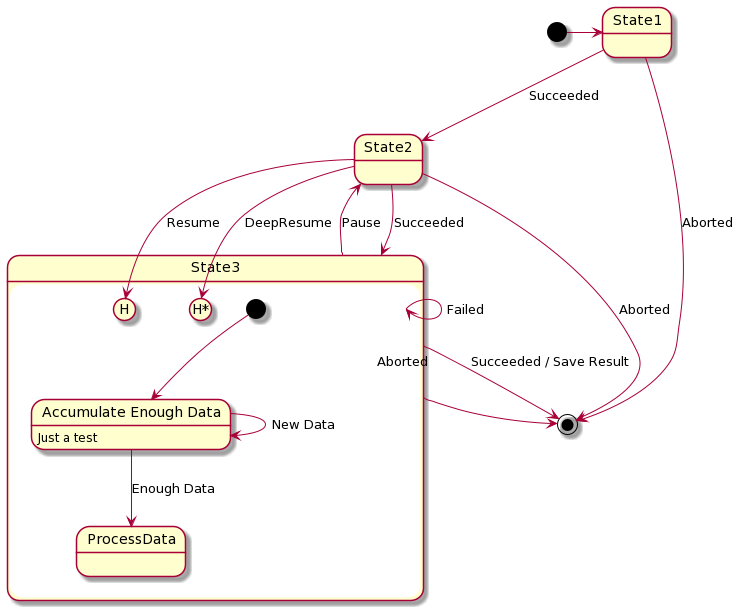 State1
Succeeded
State2
Resume
DeepResume
Pause
Succeeded
Aborted
State3
H
H*
Failed
Aborted
Aborted
Succeeded / Save Result
Accumulate Enough Data
Just a test
New Data
Enough Data
ProcessData